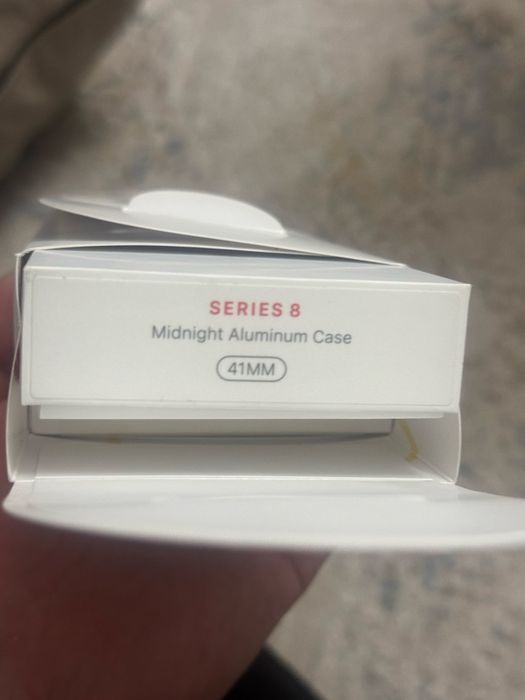 SERIES 8
Midnight Aluminum Case
41MM